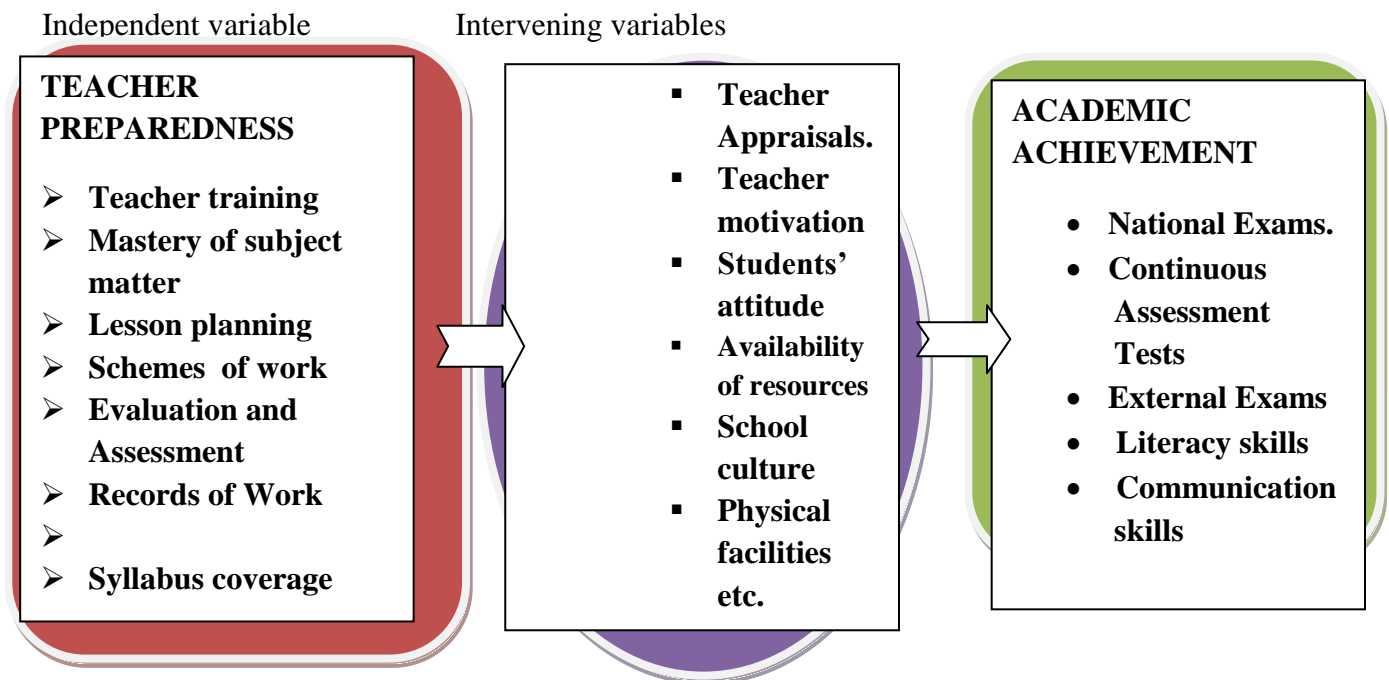 Independent variable
Intervening variables
TEACHER
PREPAREDNESS
➢ Teacher training
➢ Mastery of subject
matter
➢ Lesson planning
➢ Schemes of work
➢ Evaluation and
Assessment
➢ Records of Work
➢
➢ Syllabus coverage
▪ Teacher
Appraisals.
▪ Teacher
motivation
▪ Students’
attitude
▪ Availability
of resources
▪ School
culture
▪ Physical
facilities
etc.
ACADEMIC
ACHIEVEMENT
• National Exams.
• Continuous
Assessment
Tests
• External Exams
• Literacy skills
• Communication
skills